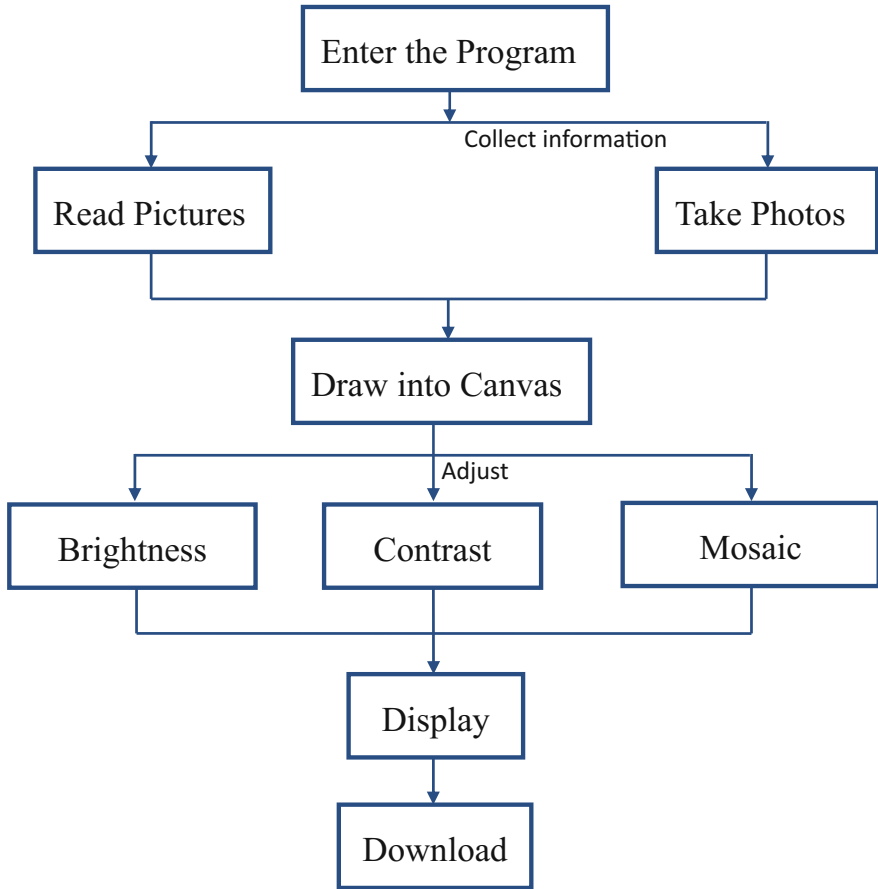 Enter the Program
Collect information
Read Pictures
Take Photos
Draw into Canvas
Adjust
Brightness
Contrast
Mosaic
Display
Download